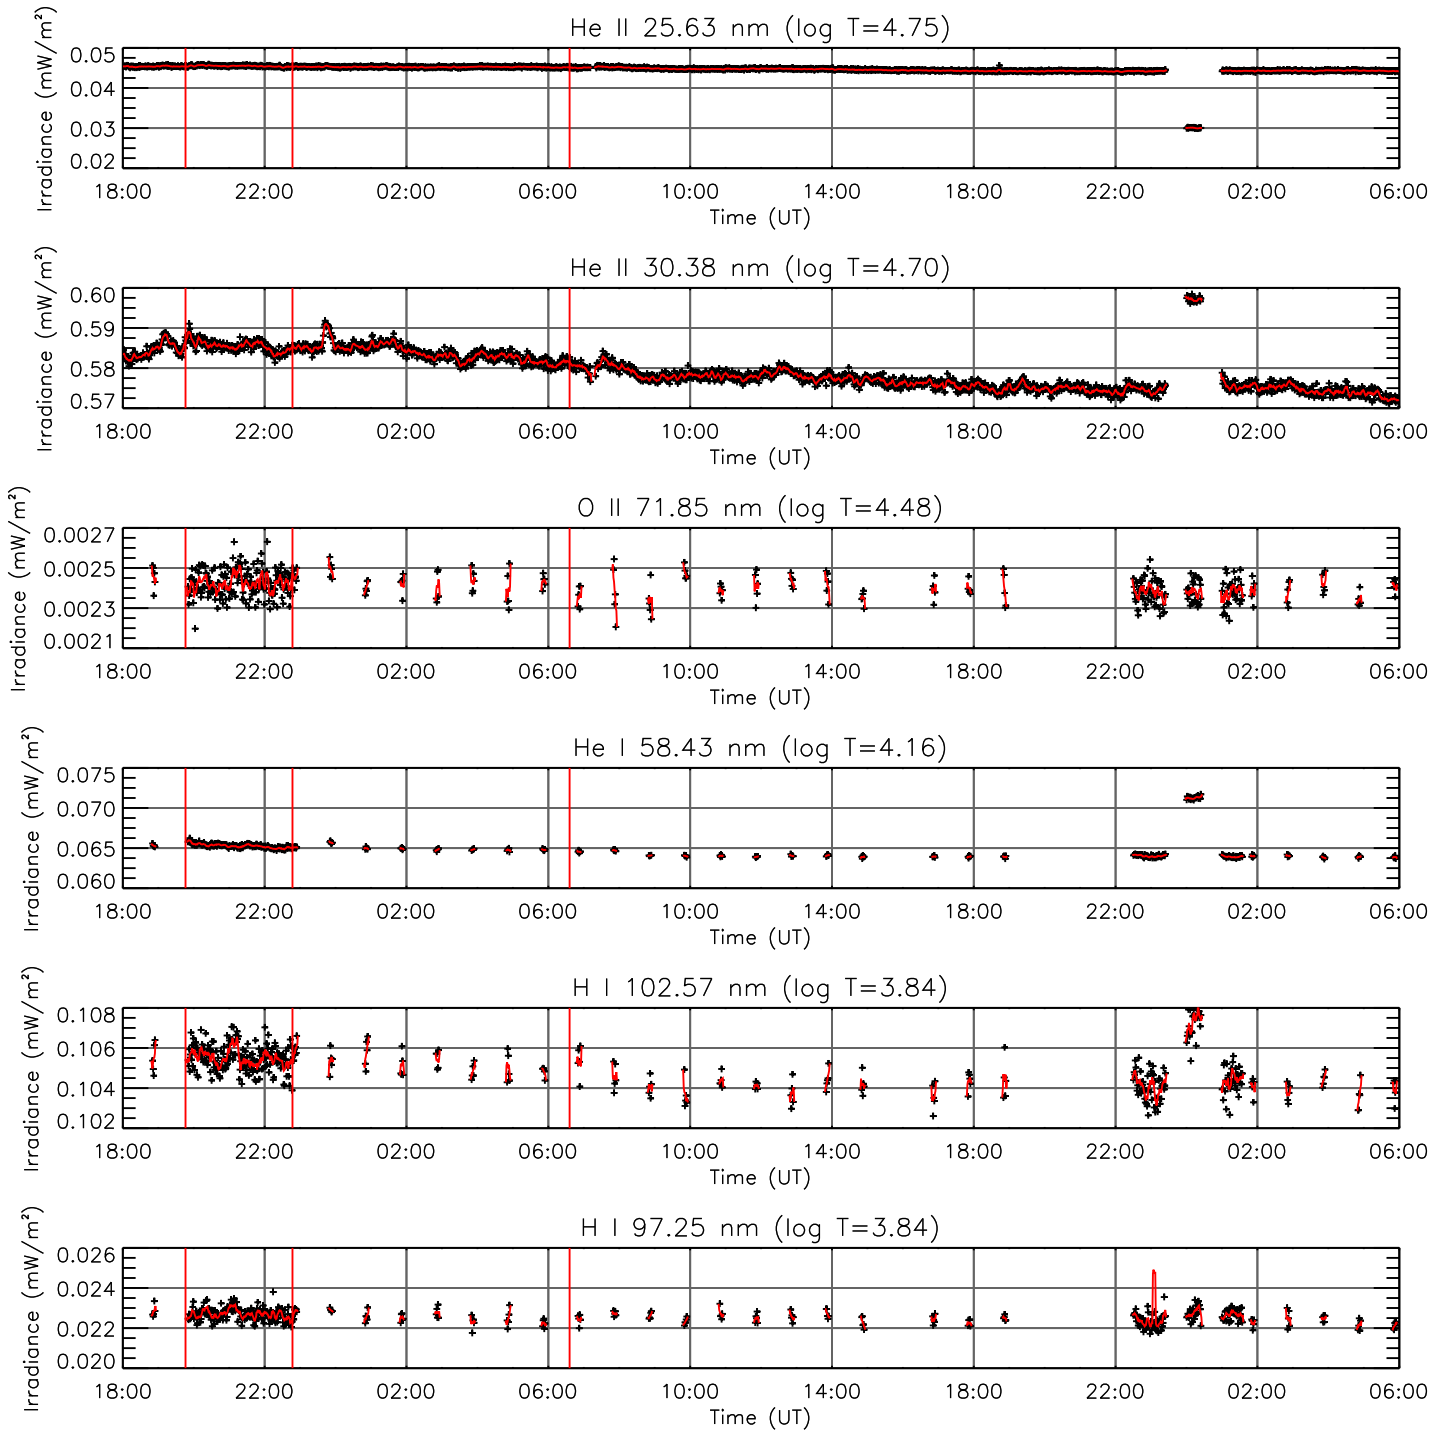 He II 25.63 nm (log T=4.75)
Irradiance (mW/m²)
0.05
0.04
0.03
0.02
18:00 22:00 02:00 06:00 10:00 14:00 18:00 22:00 02:00 06:00
Time (UT)
He II 30.38 nm (log T=4.70)
Irradiance (mW/m²)
0.60
0.59
0.58
0.57
18:00 22:00 02:00 06:00 10:00 14:00 18:00 22:00 02:00 06:00
Time (UT)
O II 71.85 nm (log T=4.48)
Irradiance (mW/m²)
0.0027
0.0025
0.0023
0.0021
18:00 22:00 02:00 06:00 10:00 14:00 18:00 22:00 02:00 06:00
Time (UT)
He I 58.43 nm (log T=4.16)
Irradiance (mW/m²)
0.075
0.070
0.065
0.060
18:00 22:00 02:00 06:00 10:00 14:00 18:00 22:00 02:00 06:00
Time (UT)
H I 102.57 nm (log T=3.84)
Irradiance (mW/m²)
0.108
0.106
0.104
0.102
18:00 22:00 02:00 06:00 10:00 14:00 18:00 22:00 02:00 06:00
Time (UT)
H I 97.25 nm (log T=3.84)
Irradiance (mW/m²)
0.026
0.024
0.022
0.020
18:00 22:00 02:00 06:00 10:00 14:00 18:00 22:00 02:00 06:00
Time (UT)